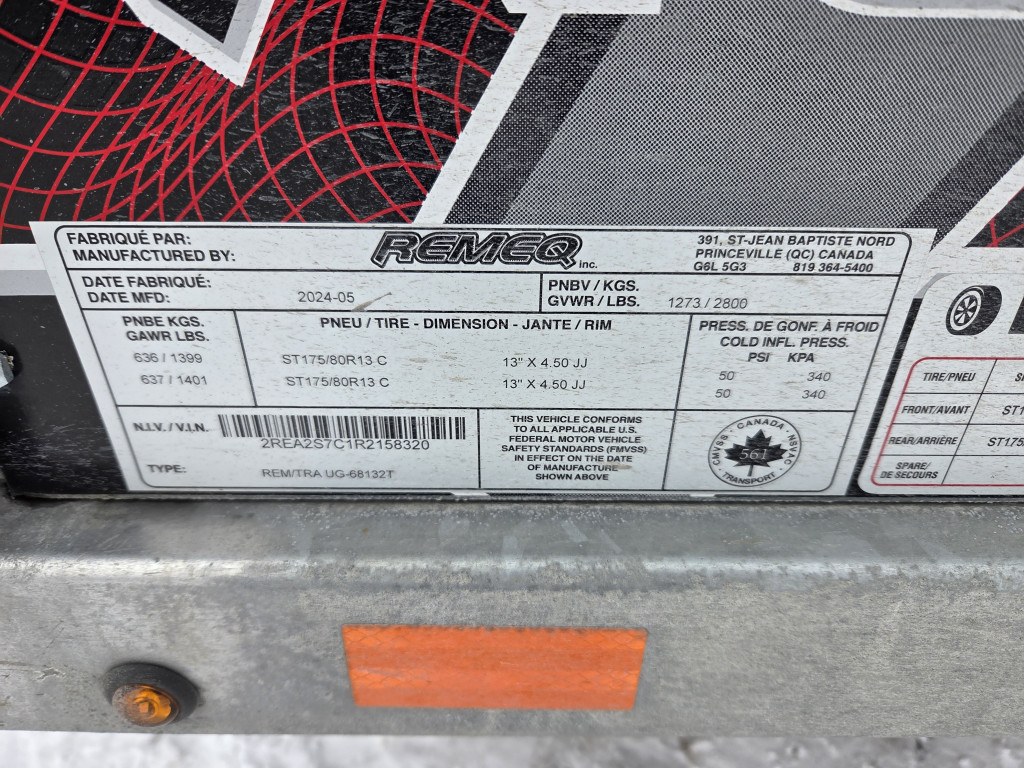 FABRIQUÉ PAR:
MANUFACTURED BY:
REMEQ inc.
391, ST-JEAN BAPTISTE NORD
PRINCEVILLE (QC) CANADA
G6L 5G3 819 364-5400
DATE FABRIQUÉ:
DATE MFD:
2024-05
PNBV / KGS.
GVWR / LBS. 1273 / 2800
PNBE KGS.
GAWR LBS.
636 / 1399
637 / 1401
PNEU / TIRE - DIMENSION - JANTE / RIM
ST175/80R13 C 13" X 4.50 JJ
ST175/80R13 C 13" X 4.50 JJ
PRESS. DE GONF. À FROID
COLD INFL. PRESS.
PSI KPA
50 340
50 340
N.I.V. / V.I.N.
2REA2S7C1R2158320
TYPE: REM/TRA UG-68132T
THIS VEHICLE CONFORMS
TO ALL APPLICABLE U.S.
FEDERAL MOTOR VEHICLE
SAFETY STANDARDS (FMVSS)
IN EFFECT ON THE DATE
OF MANUFACTURE
SHOWN ABOVE
CMVSS · CANADA · NSVAC
561
TRANSPORT
TIRE/PNEU
FRONT/AVANT
REAR/ARRIÈRE ST175
SPARE/
DE SECOURS